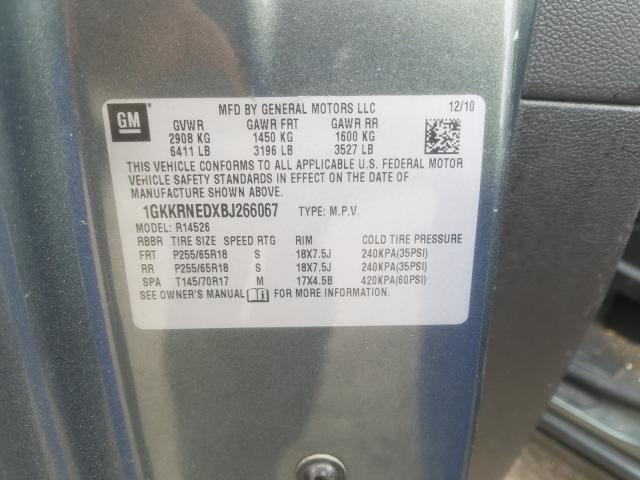 GM
MFD BY GENERAL MOTORS LLC 12/10
GVWR GAWR FRT GAWR RR
2908 KG 1450 KG 1600 KG
6411 LB 3196 LB 3527 LB
THIS VEHICLE CONFORMS TO ALL APPLICABLE U.S. FEDERAL MOTOR
VEHICLE SAFETY STANDARDS IN EFFECT ON THE DATE OF
MANUFACTURE SHOWN ABOVE.
1GKKRNEDXBJ266067 TYPE: M.P.V.
MODEL: R14526
RBBR TIRE SIZE SPEED RTG RIM COLD TIRE PRESSURE
FRT P255/65R18 S 18X7.5J 240KPA(35PSI)
RR P255/65R18 S 18X7.5J 240KPA(35PSI)
SPA T145/70R17 M 17X4.5B 420KPA(60PSI)
SEE OWNER'S MANUAL FOR MORE INFORMATION.